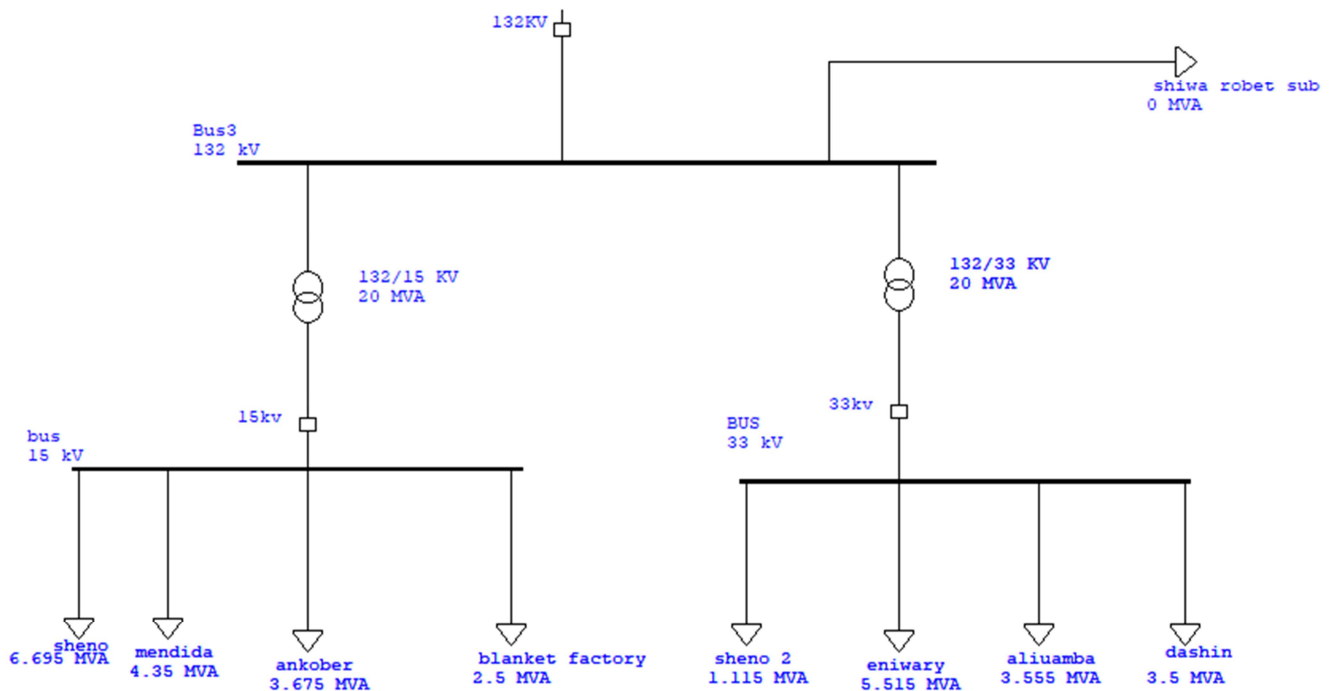 132KV
shiwa robet sub
0 MVA
Bus3
132 kV
132/15 KV
20 MVA
132/33 KV
20 MVA
15kv
33kv
bus
15 kV
BUS
33 kV
sheno
6.695 MVA
mendida
4.35 MVA
ankober
3.675 MVA
blanket factory
2.5 MVA
sheno 2
1.115 MVA
eniwary
5.515 MVA
aliuamba
3.555 MVA
dashin
3.5 MVA